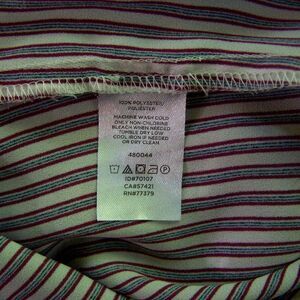 100% POLYESTER/
POLIESTER
MACHINE WASH COLD
ONLY NON-CHLORINE
BLEACH WHEN NEEDED
TUMBLE DRY LOW
COOL IRON IF NEEDED
OR DRY CLEAN
480044
ID#70107
CA#57421
RN#77379